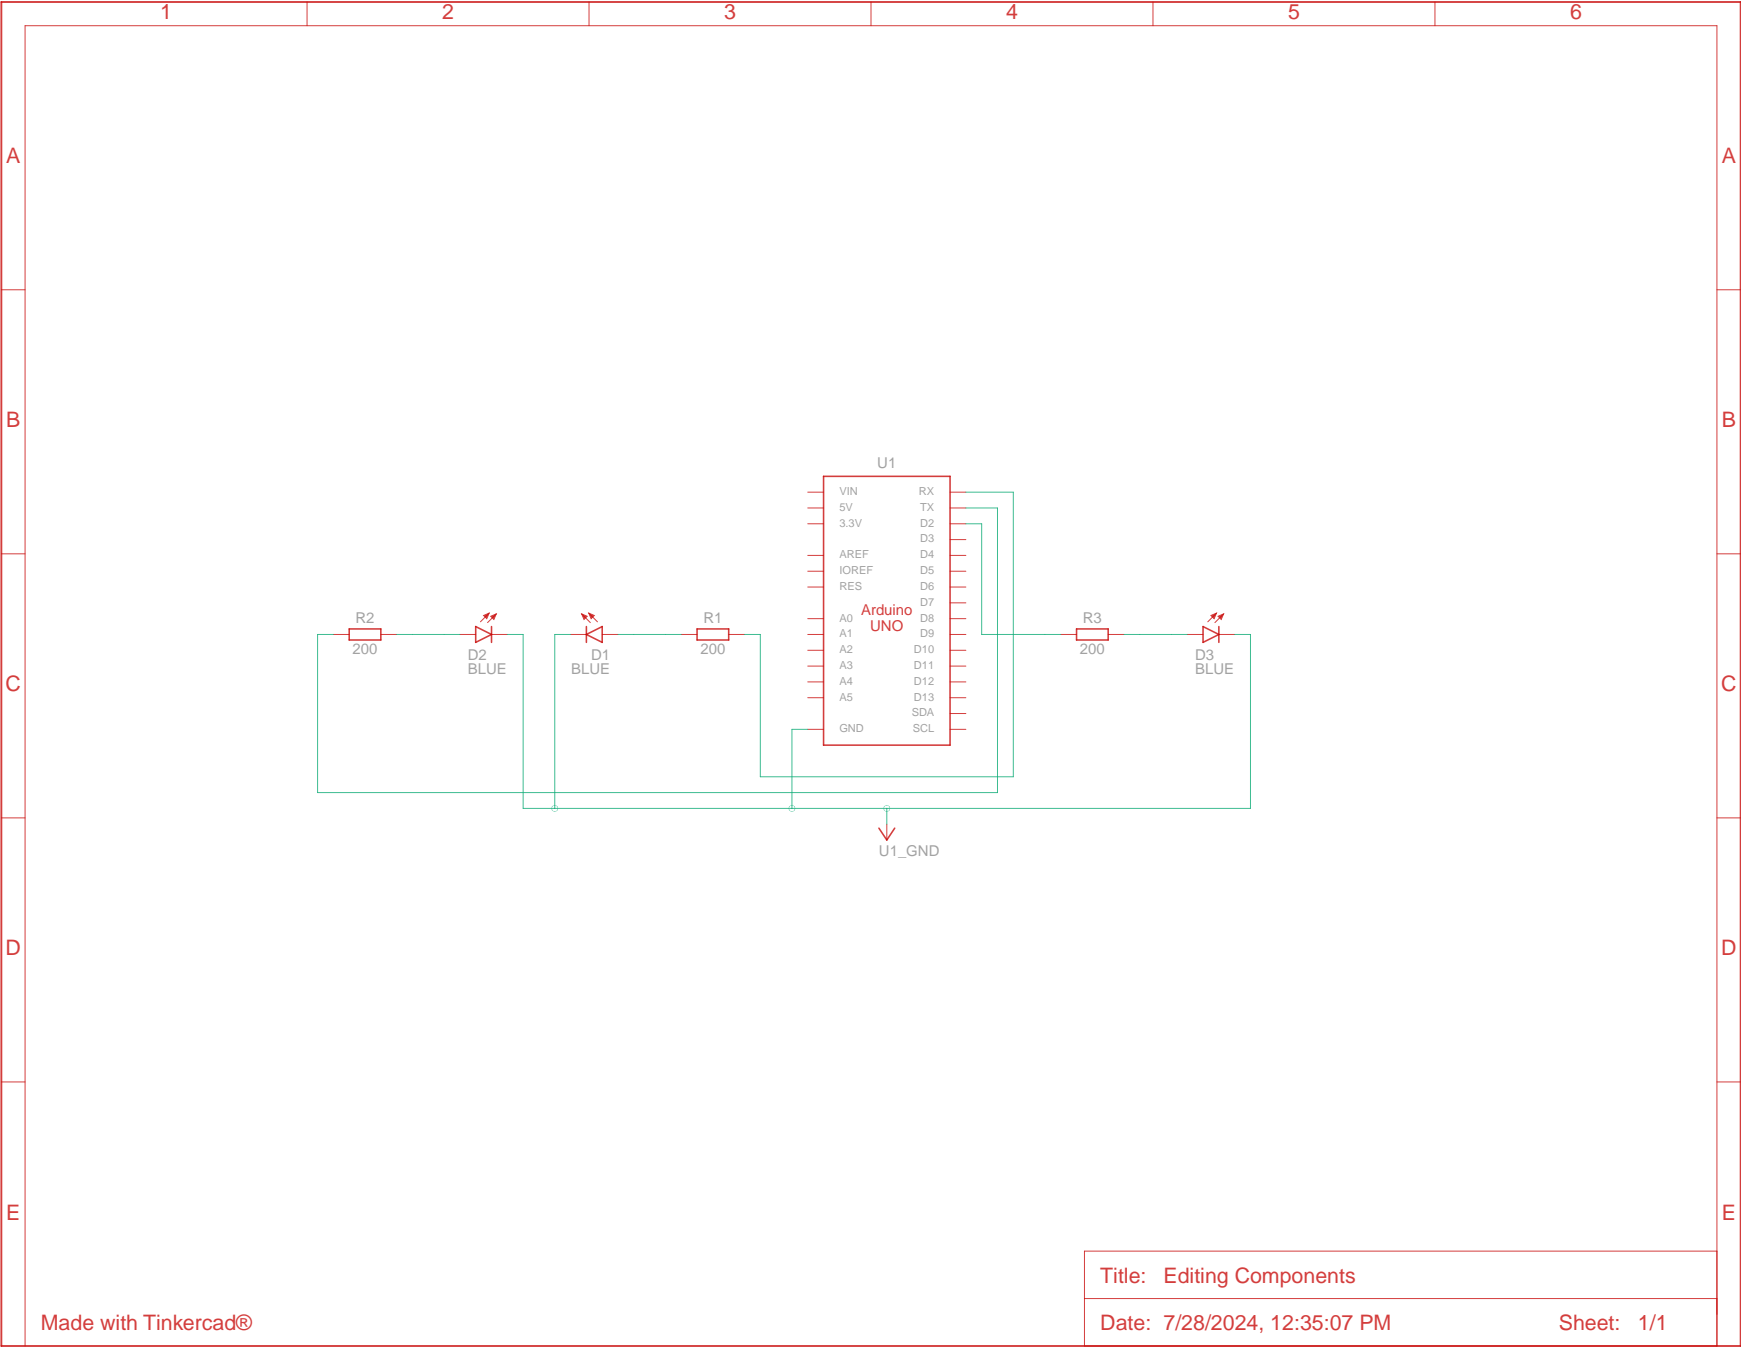 1 2 3 4 5 6
A A
B B
U1
VIN RX
5V TX
3.3V D2
D3
AREF D4
IOREF D5
RES D6
D7
Arduino
UNO
A0 D8
A1 D9
A2 D10
A3 D11
A4 D12
A5 D13
SDA
GND SCL
R2
200
D2
BLUE
D1
BLUE
R1
200
R3
200
D3
BLUE
C C
U1_GND
D D
E E
Title: Editing Components
Made with Tinkercad®
Date: 7/28/2024, 12:35:07 PM Sheet: 1/1